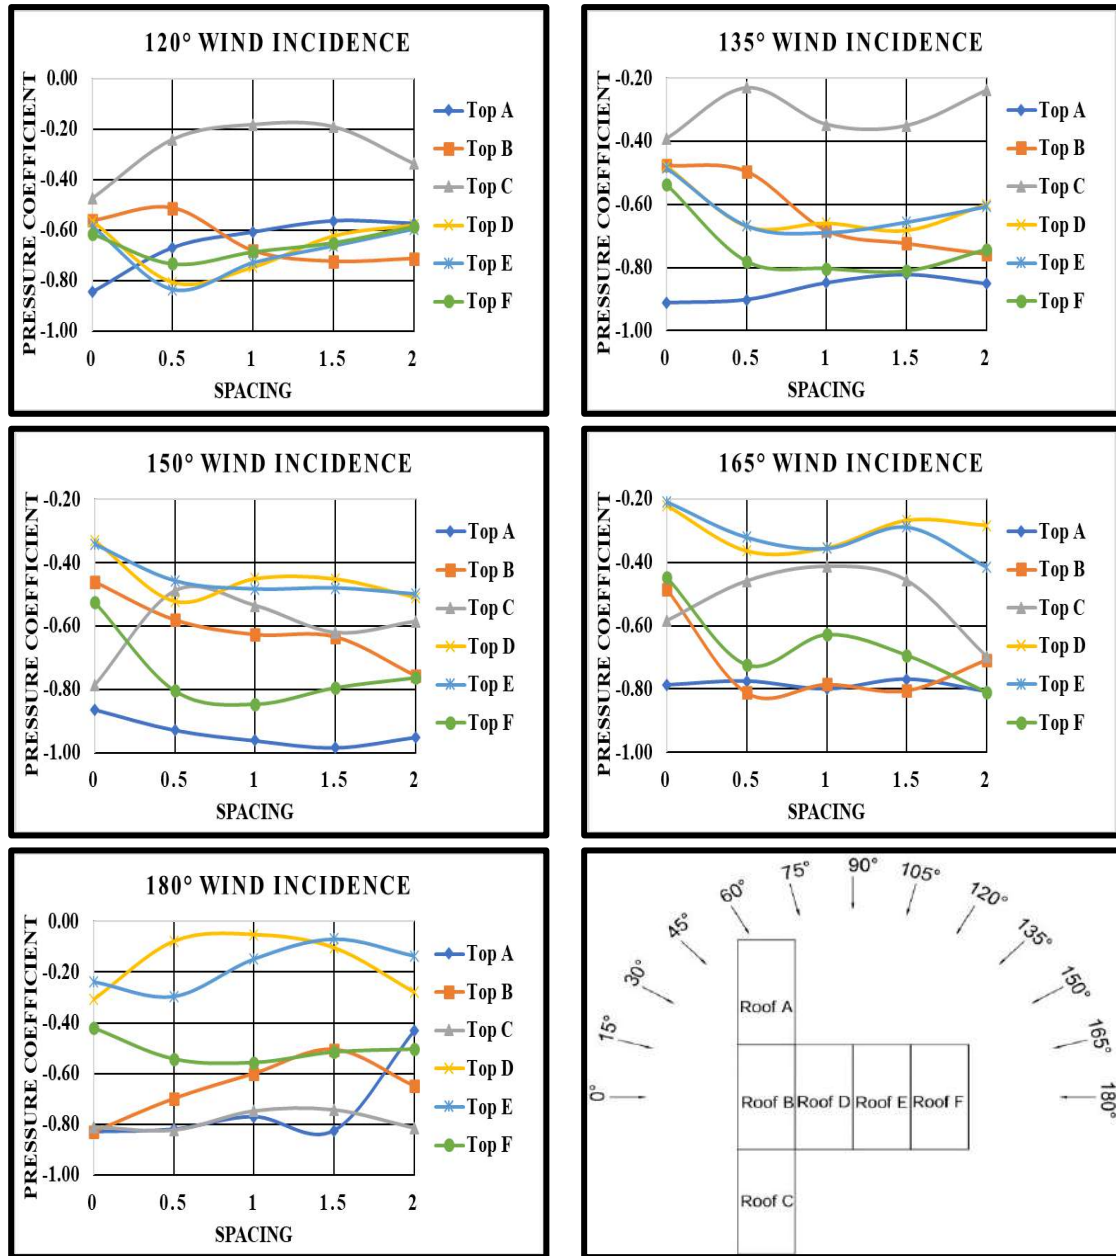 120° WIND INCIDENCE
PRESSURE COEFFICIENT
0.00
-0.20
-0.40
-0.60
-0.80
-1.00
0 0.5 1 1.5 2
SPACING
Top A
Top B
Top C
Top D
Top E
Top F
135° WIND INCIDENCE
PRESSURE COEFFICIENT
-0.20
-0.40
-0.60
-0.80
-1.00
0 0.5 1 1.5 2
SPACING
Top A
Top B
Top C
Top D
Top E
Top F
150° WIND INCIDENCE
PRESSURE COEFFICIENT
-0.20
-0.40
-0.60
-0.80
-1.00
0 0.5 1 1.5 2
SPACING
Top A
Top B
Top C
Top D
Top E
Top F
165° WIND INCIDENCE
PRESSURE COEFFICIENT
-0.20
-0.40
-0.60
-0.80
-1.00
0 0.5 1 1.5 2
SPACING
Top A
Top B
Top C
Top D
Top E
Top F
180° WIND INCIDENCE
PRESSURE COEFFICIENT
0.00
-0.20
-0.40
-0.60
-0.80
-1.00
0 0.5 1 1.5 2
SPACING
Top A
Top B
Top C
Top D
Top E
Top F
0°
15°
30°
45°
60°
75°
90°
105°
120°
135°
150°
165°
180°
Roof A
Roof B Roof D Roof E Roof F
Roof C